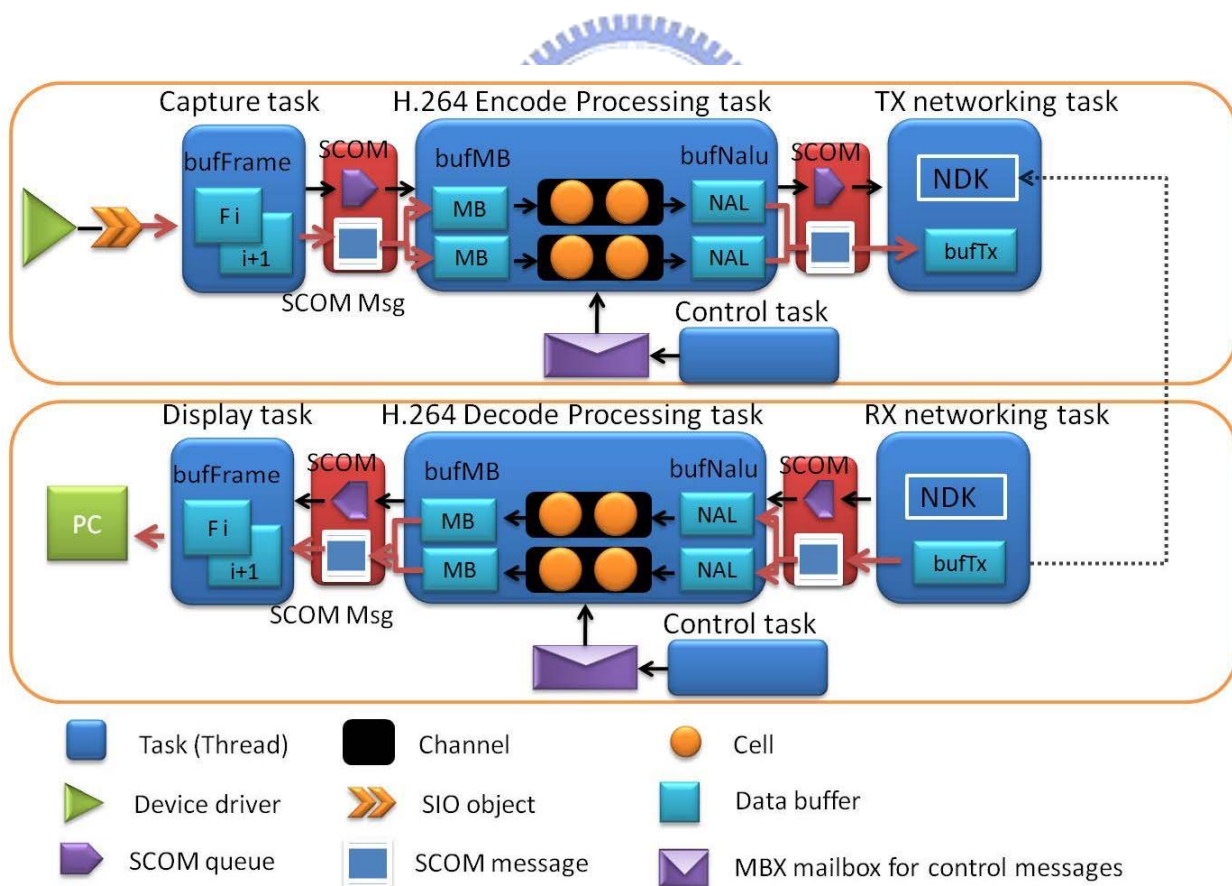 Capture task
H.264 Encode Processing task
TX networking task
bufFrame
SCOM
bufMB
bufNalu
SCOM
F i
i+1
MB
MB
NAL
NAL
NDK
bufTx
SCOM Msg
Control task
Display task
H.264 Decode Processing task
RX networking task
bufFrame
SCOM
bufMB
bufNalu
SCOM
PC
F i
i+1
MB
MB
NAL
NAL
NDK
bufTx
SCOM Msg
Control task
Task (Thread)
Channel
Cell
Device driver
SIO object
Data buffer
SCOM queue
SCOM message
MBX mailbox for control messages